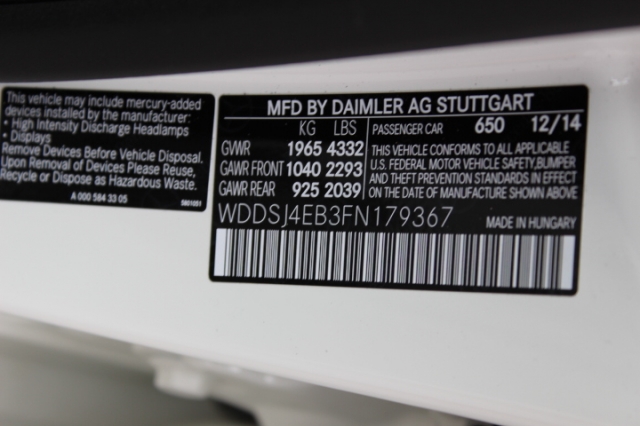 This vehicle may include mercury-added
devices installed by the manufacturer:
• High Intensity Discharge Headlamps
• Displays
Remove Devices Before Vehicle Disposal.
Upon Removal of Devices Please Reuse,
Recycle or Dispose as Hazardous Waste.
A 000 584 33 05
MFD BY DAIMLER AG STUTTGART
KG LBS PASSENGER CAR 650 12/14
GWR 1965 4332
GAWR FRONT 1040 2293
GAWR REAR 925 2039
THIS VEHICLE CONFORMS TO ALL APPLICABLE
U.S. FEDERAL MOTOR VEHICLE SAFETY, BUMPER
AND THEFT PREVENTION STANDARDS IN EFFECT
ON THE DATE OF MANUFACTURE SHOWN ABOVE
WDDSJ4EB3FN179367 MADE IN HUNGARY